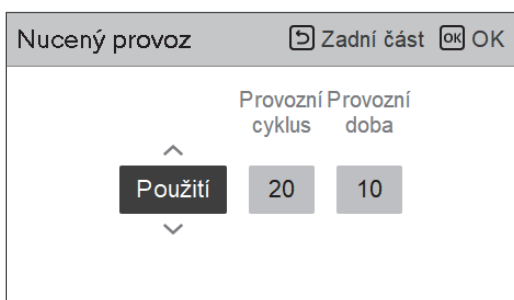 Nucený provoz Zadní část OK OK
Provozní Provozní
cyklus doba
Použití 20 10